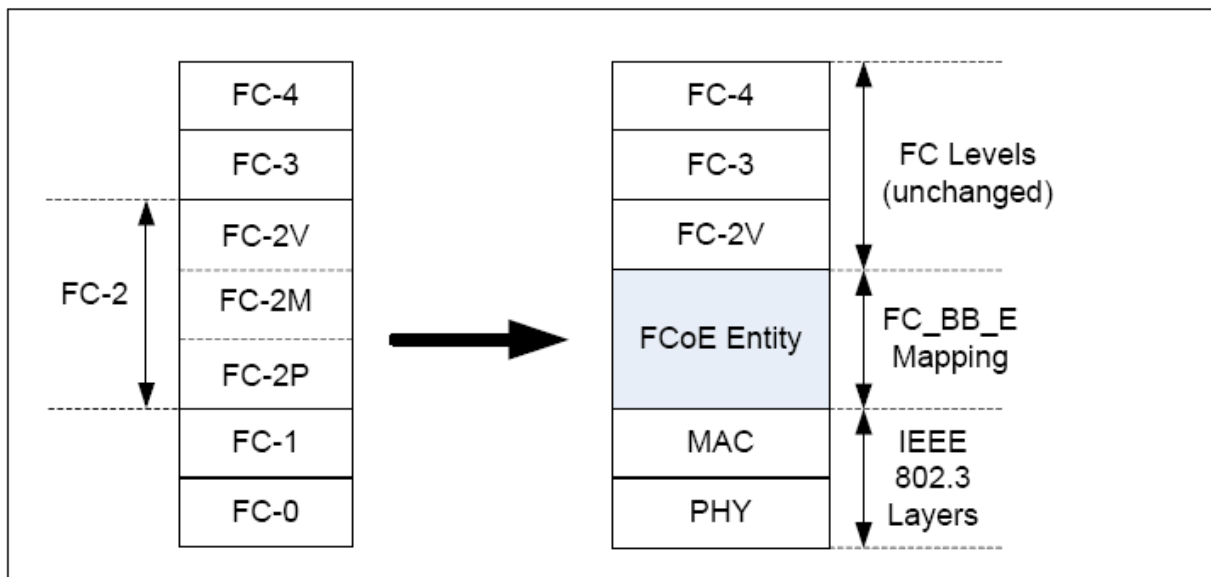 FC-4
FC-3
FC-2V
FC-2M
FC-2P
FC-1
FC-0
FC-2
FC-4
FC-3
FC-2V
FCoE Entity
MAC
PHY
FC Levels
(unchanged)
FC_BB_E
Mapping
IEEE
802.3
Layers